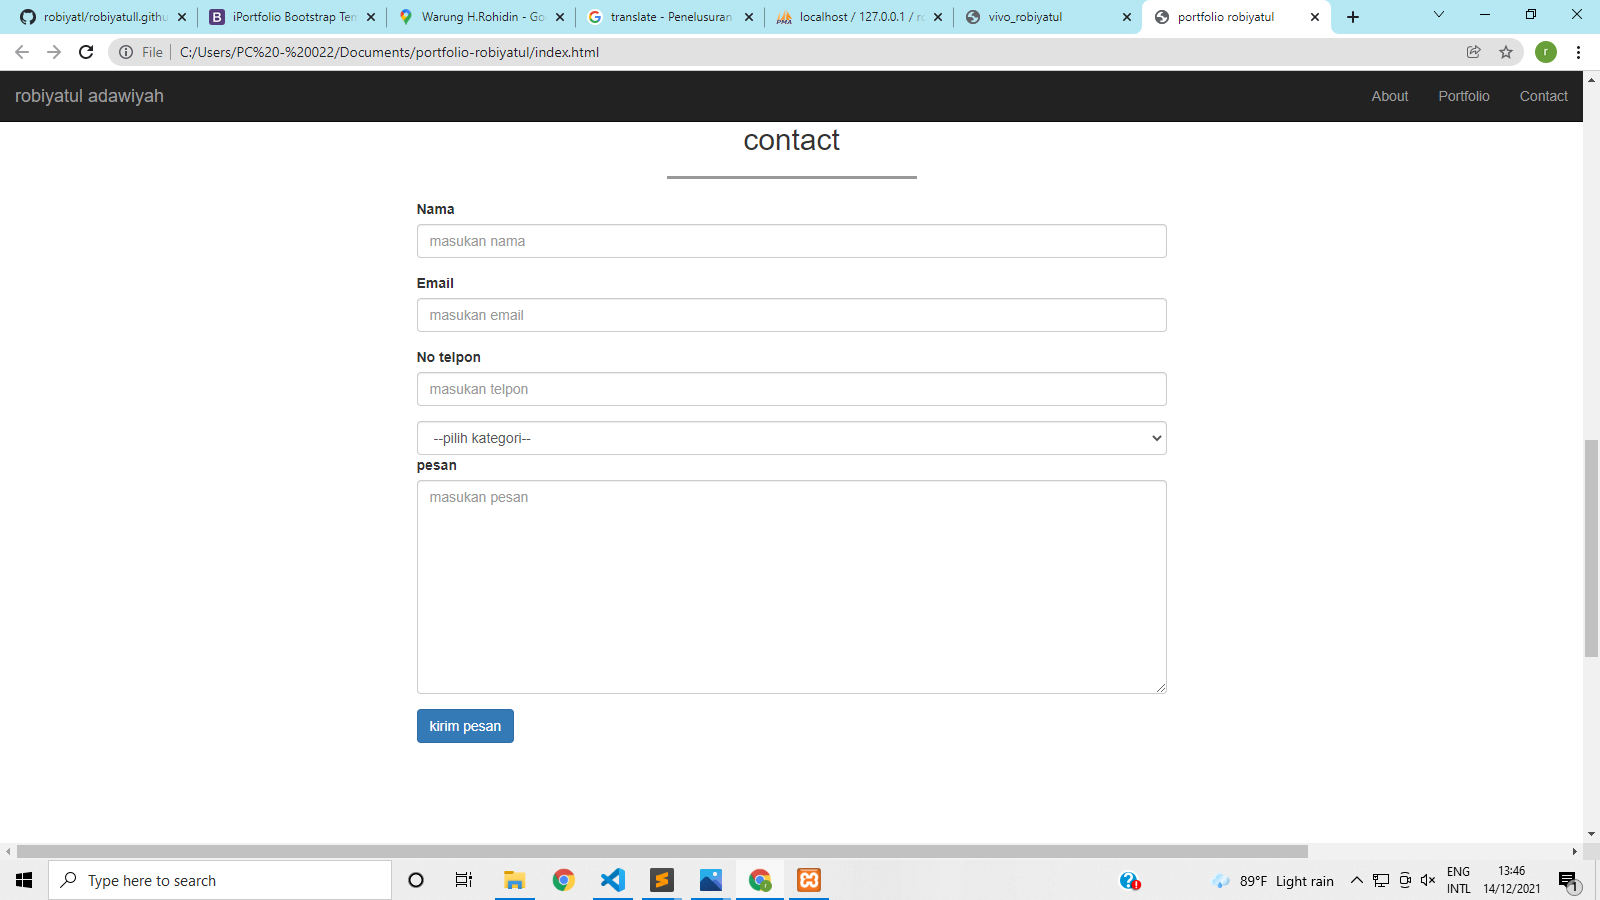 robiyatl/robiyatull.githu
iPortfolio Bootstrap Tem
Warung H.Rohidin - Go
translate - Penelusuran
localhost / 127.0.0.1 / ro
vivo_robiyatul
portfolio robiyatul
File
C:/Users/PC%20-%20022/Documents/portfolio-robiyatul/index.html
r
robiyatul adawiyah
About
Portfolio
Contact
contact
Nama
masukan nama
Email
masukan email
No telpon
masukan telpon
--pilih kategori--
pesan
masukan pesan
kirim pesan
Type here to search
89°F Light rain
ENG
INTL
13:46
14/12/2021
1